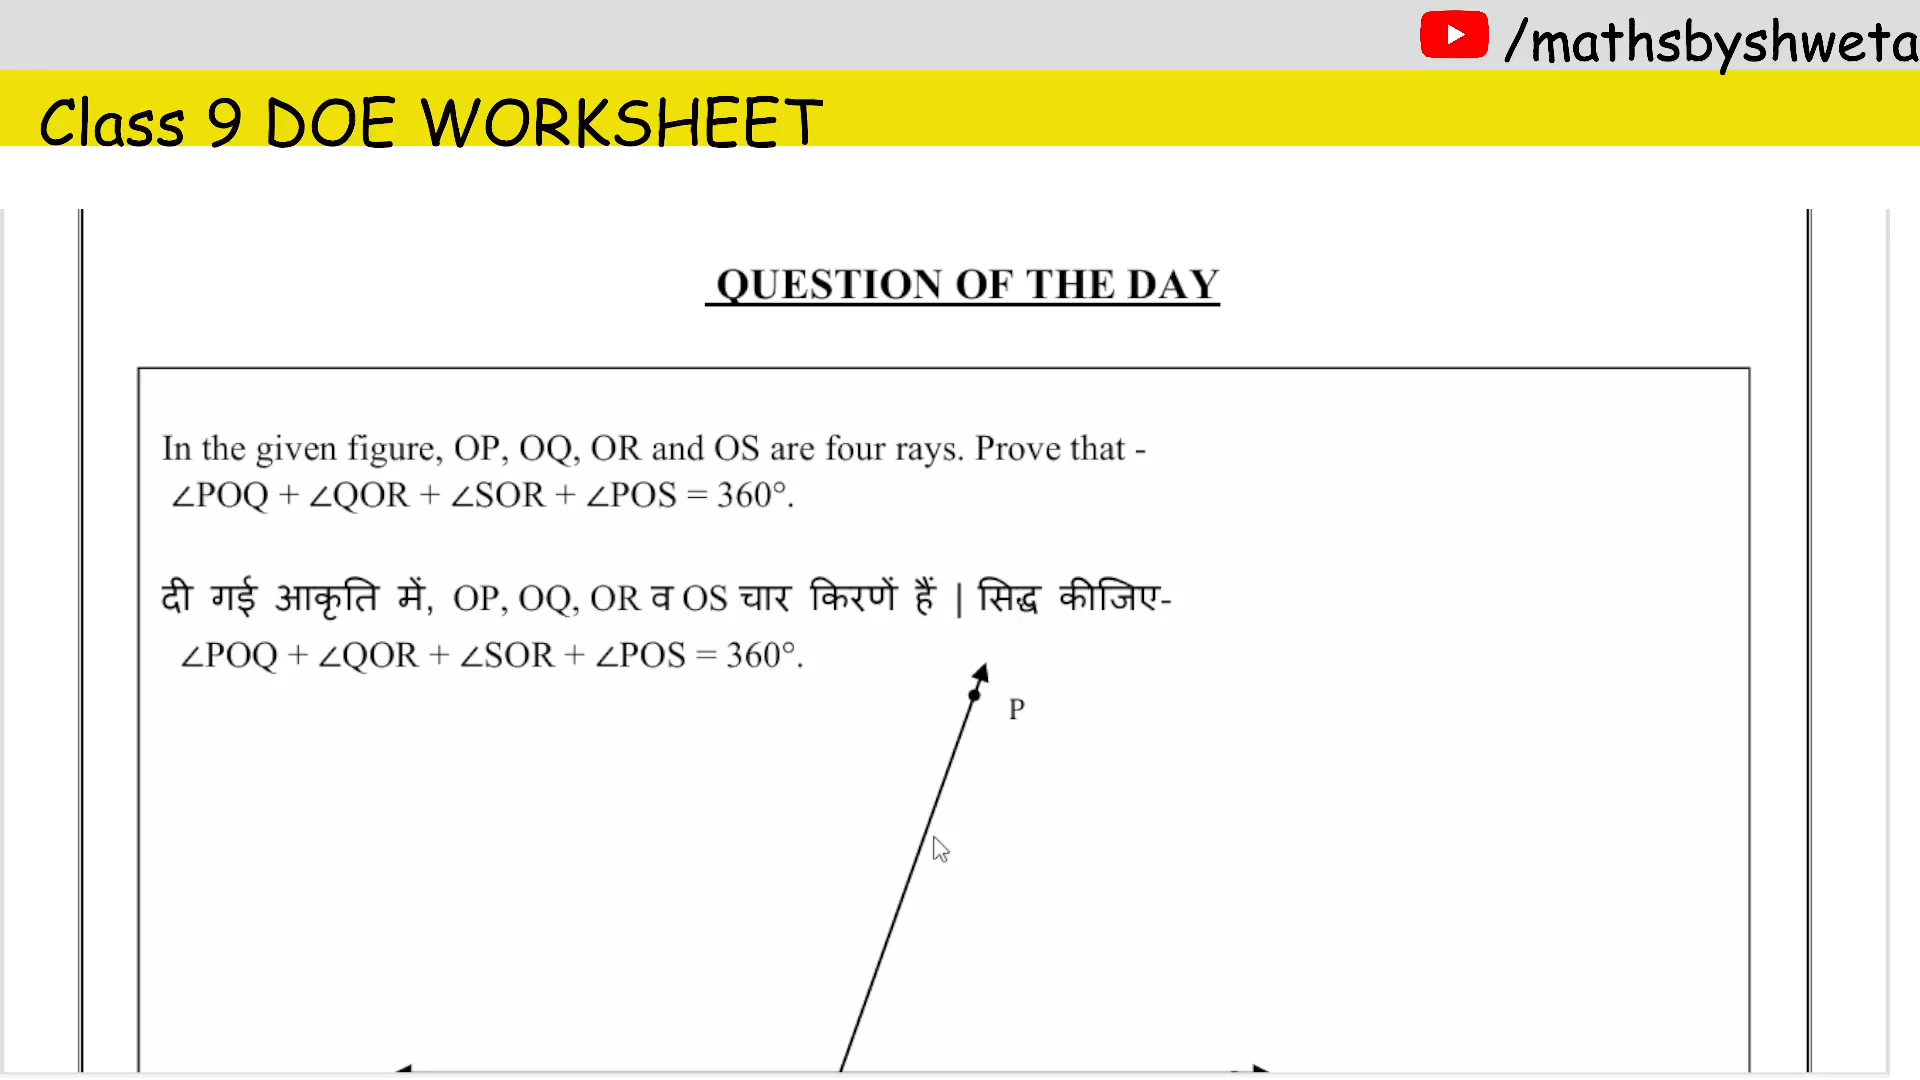 /mathsbyshweta
Class 9 DOE WORKSHEET
QUESTION OF THE DAY
In the given figure, OP, OQ, OR and OS are four rays. Prove that -
∠POQ + ∠QOR + ∠SOR + ∠POS = 360°.
दी गई आकृति में, OP, OQ, OR व OS चार किरणें हैं | सिद्ध कीजिए-
∠POQ + ∠QOR + ∠SOR + ∠POS = 360°.
P